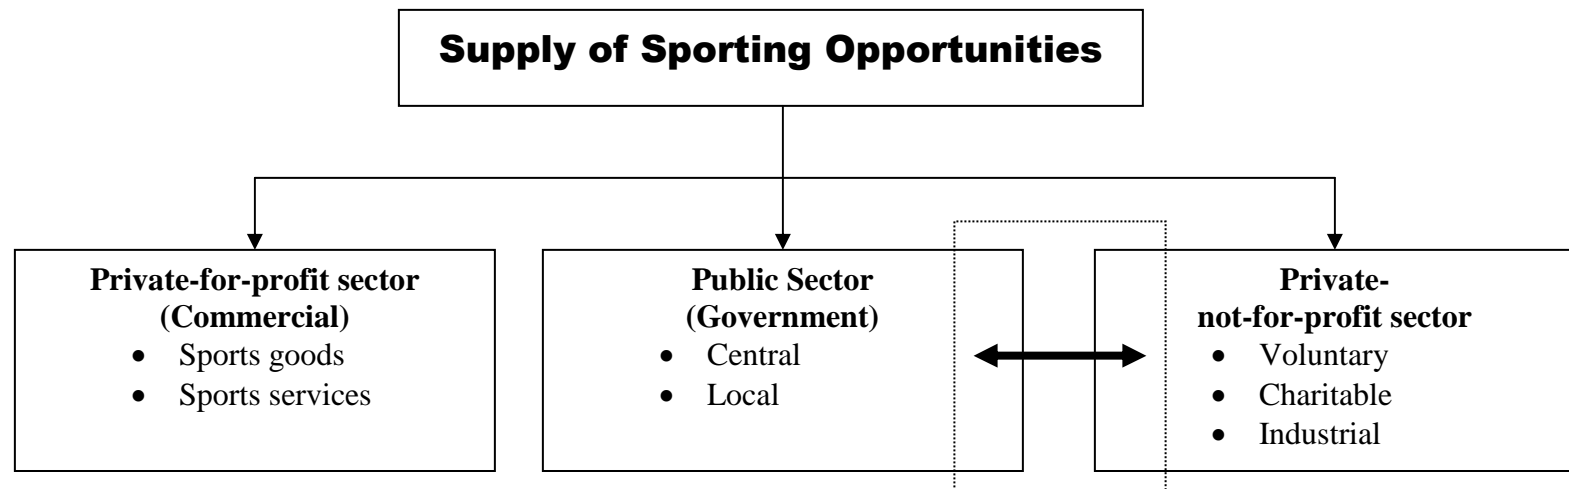 Supply of Sporting Opportunities
Private-for-profit sector
(Commercial)
• Sports goods
• Sports services
Public Sector
(Government)
• Central
• Local
Private-
not-for-profit sector
• Voluntary
• Charitable
• Industrial